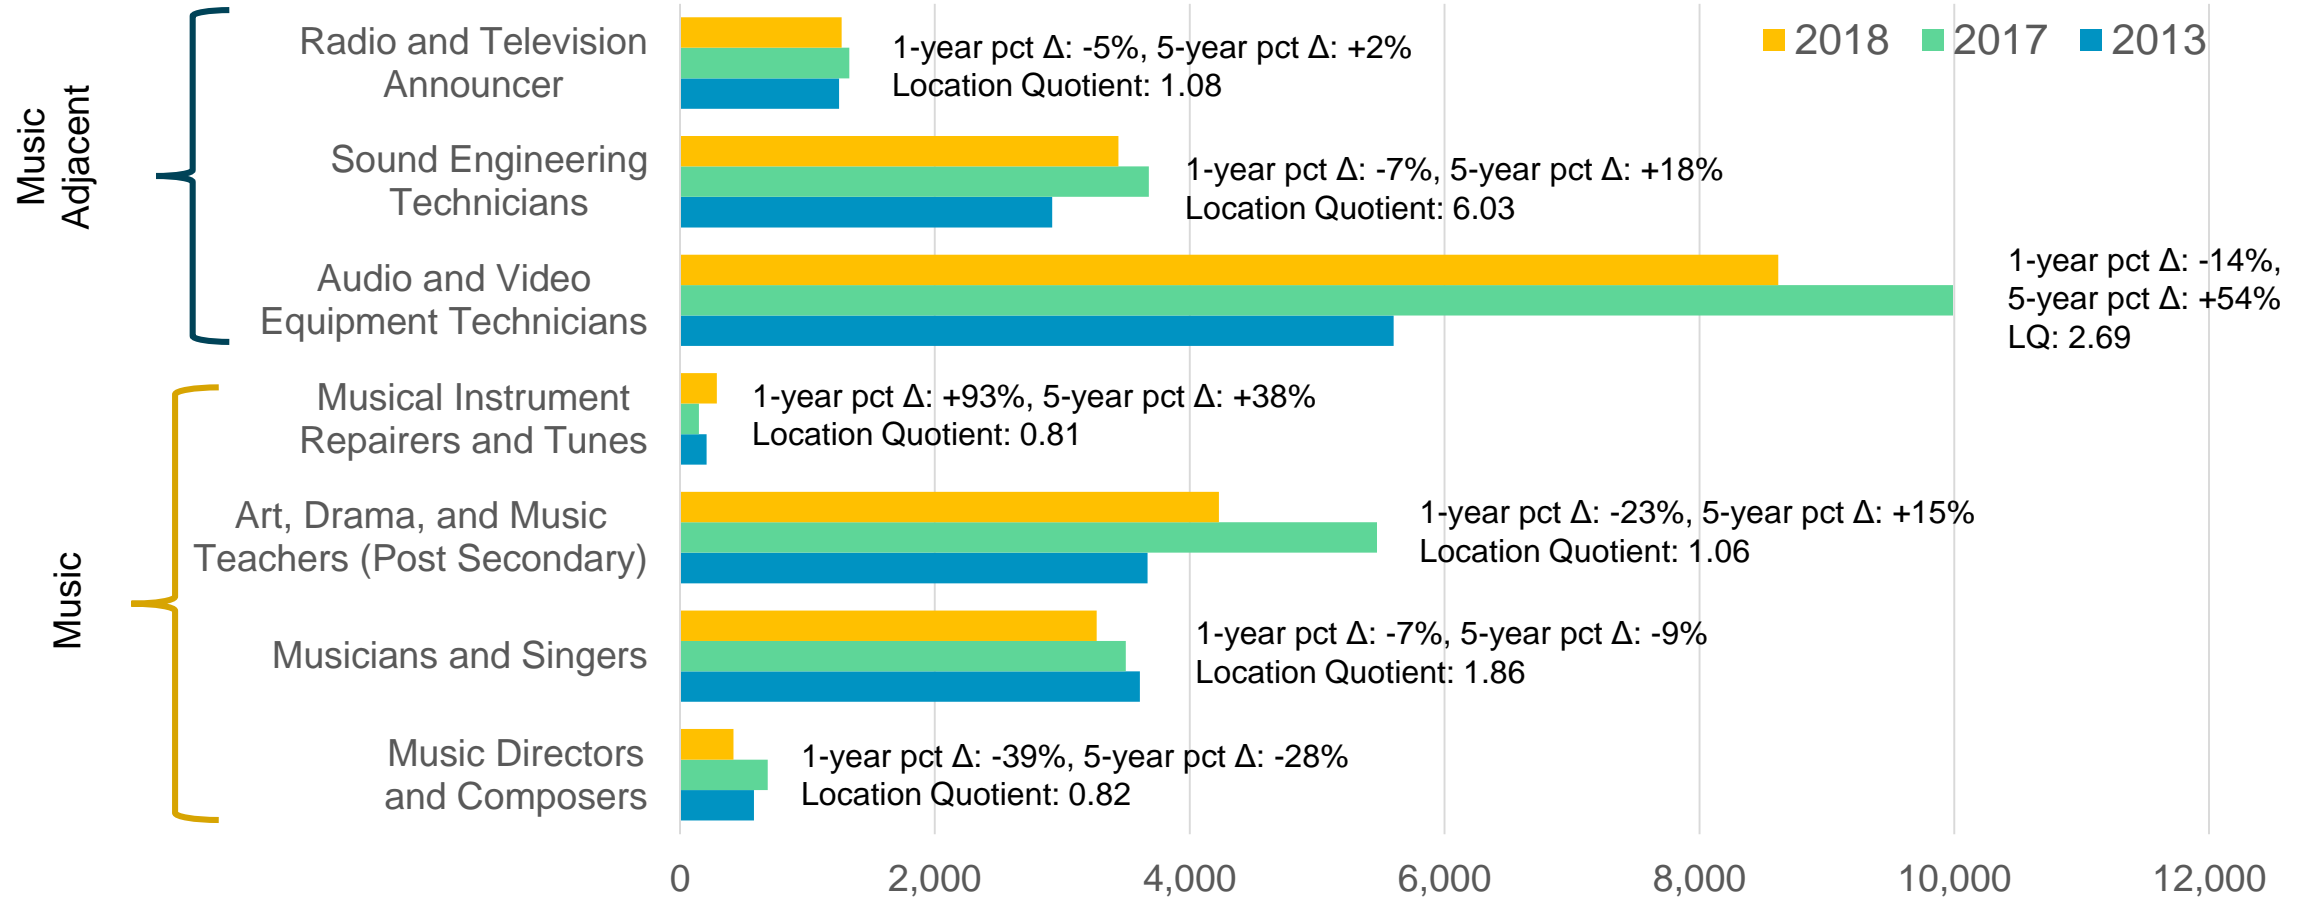 2018 2017 2013
Music
Adjacent
Radio and Television
Announcer
1-year pct Δ: -5%, 5-year pct Δ: +2%
Location Quotient: 1.08
Sound Engineering
Technicians
1-year pct Δ: -7%, 5-year pct Δ: +18%
Location Quotient: 6.03
Audio and Video
Equipment Technicians
1-year pct Δ: -14%,
5-year pct Δ: +54%
LQ: 2.69
Music
Musical Instrument
Repairers and Tunes
1-year pct Δ: +93%, 5-year pct Δ: +38%
Location Quotient: 0.81
Art, Drama, and Music
Teachers (Post Secondary)
1-year pct Δ: -23%, 5-year pct Δ: +15%
Location Quotient: 1.06
Musicians and Singers
1-year pct Δ: -7%, 5-year pct Δ: -9%
Location Quotient: 1.86
Music Directors
and Composers
1-year pct Δ: -39%, 5-year pct Δ: -28%
Location Quotient: 0.82
0 2,000 4,000 6,000 8,000 10,000 12,000